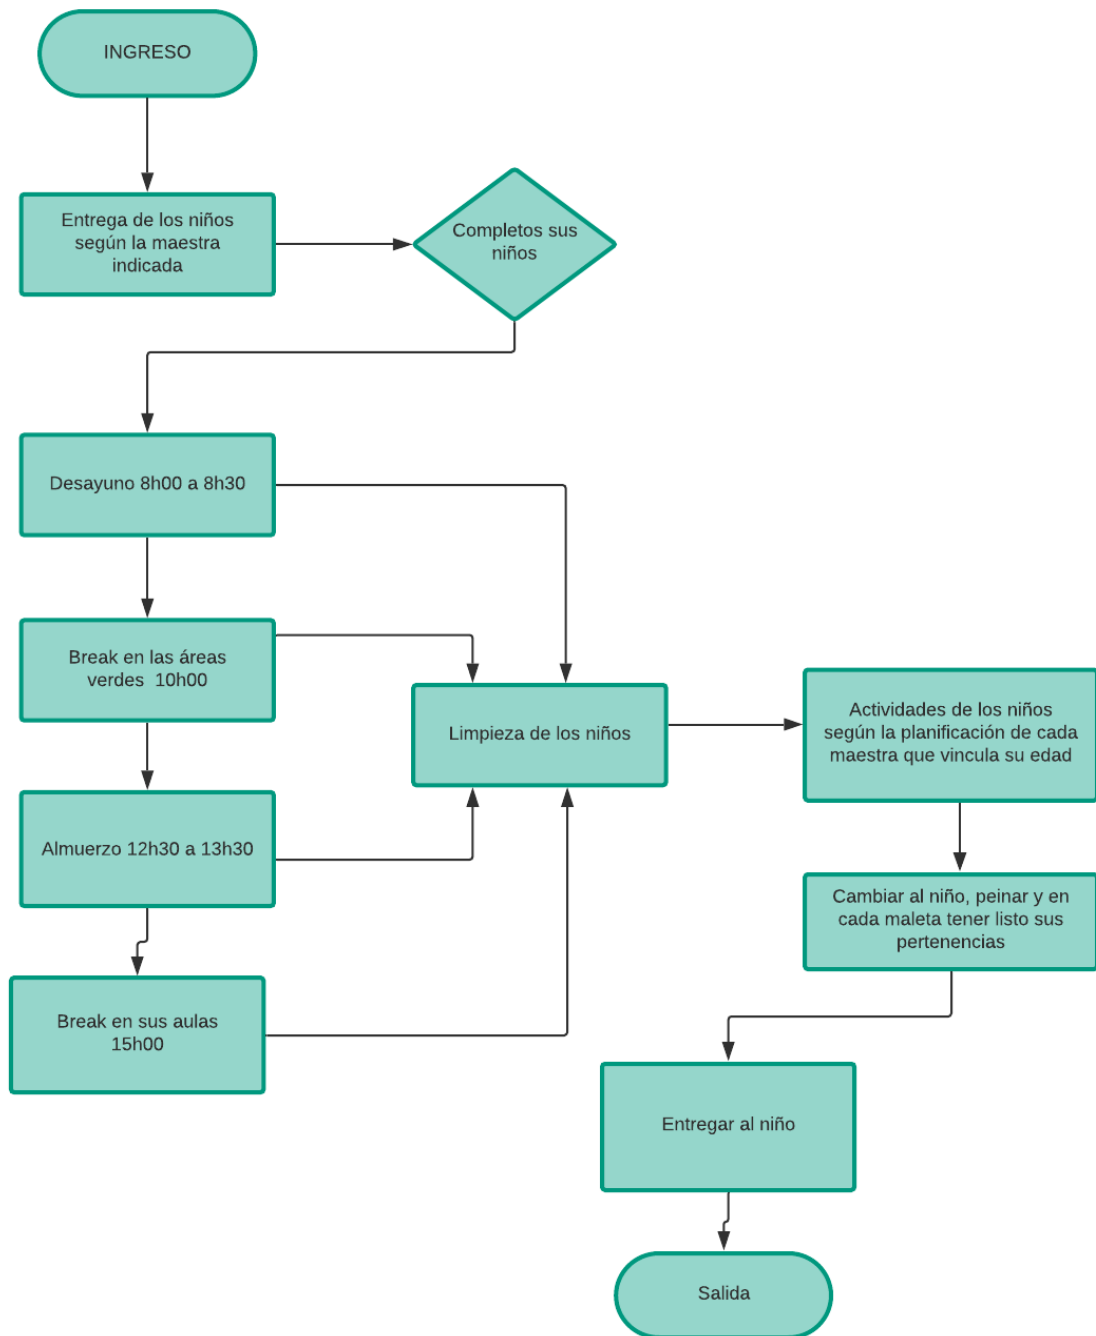 INGRESO
Entrega de los niños
según la maestra
indicada
Completos sus
niños
Desayuno 8h00 a 8h30
Break en las áreas
verdes  10h00
Limpieza de los niños
Actividades de los niños
según la planificación de cada
maestra que vincula su edad
Almuerzo 12h30 a 13h30
Cambiar al niño, peinar y en
cada maleta tener listo sus
pertenencias
Break en sus aulas
15h00
Entregar al niño
Salida